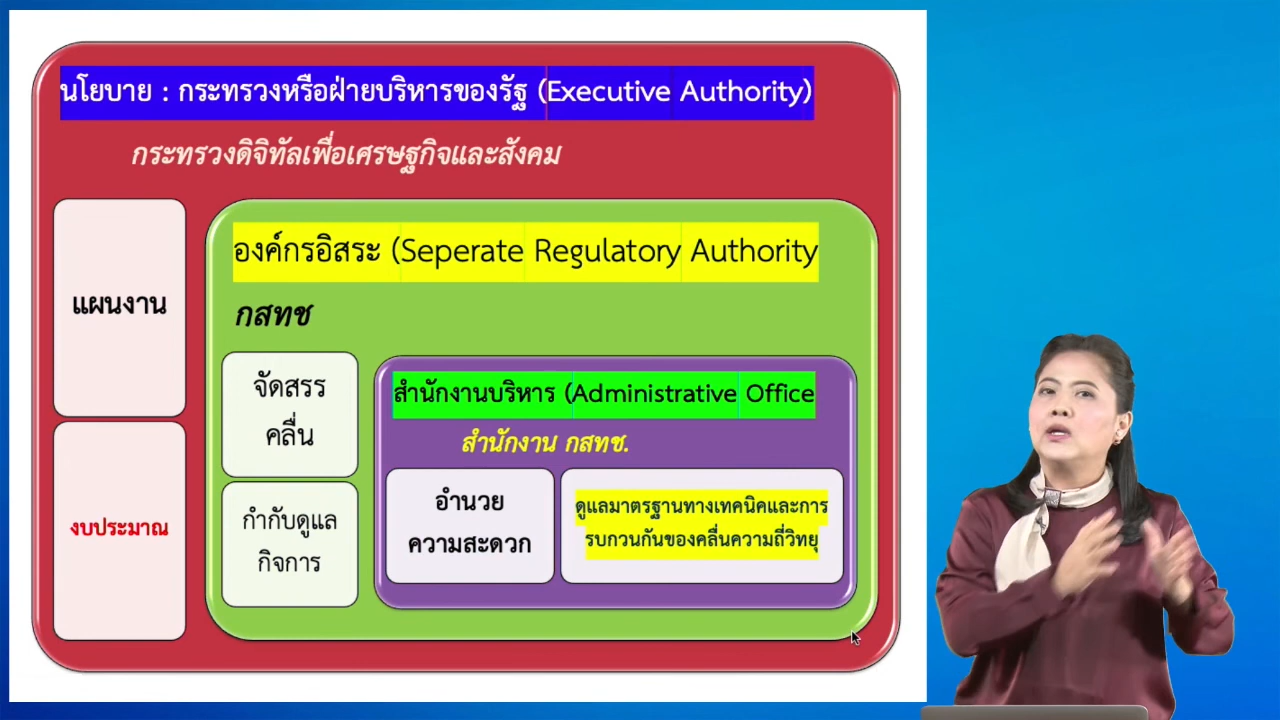 นโยบาย : กระทรวงหรือฝ่ายบริหารของรัฐ (Executive Authority)
กระทรวงดิจิทัลเพื่อเศรษฐกิจและสังคม
แผนงาน
งบประมาณ
องค์กรอิสระ (Seperate Regulatory Authority
กสทช
จัดสรร
คลื่น
กำกับดูแล
กิจการ
สำนักงานบริหาร (Administrative Office
สำนักงาน กสทช.
อำนวย
ความสะดวก
ดูแลมาตรฐานทางเทคนิคและการ
รบกวนกันของคลื่นความถี่วิทยุ